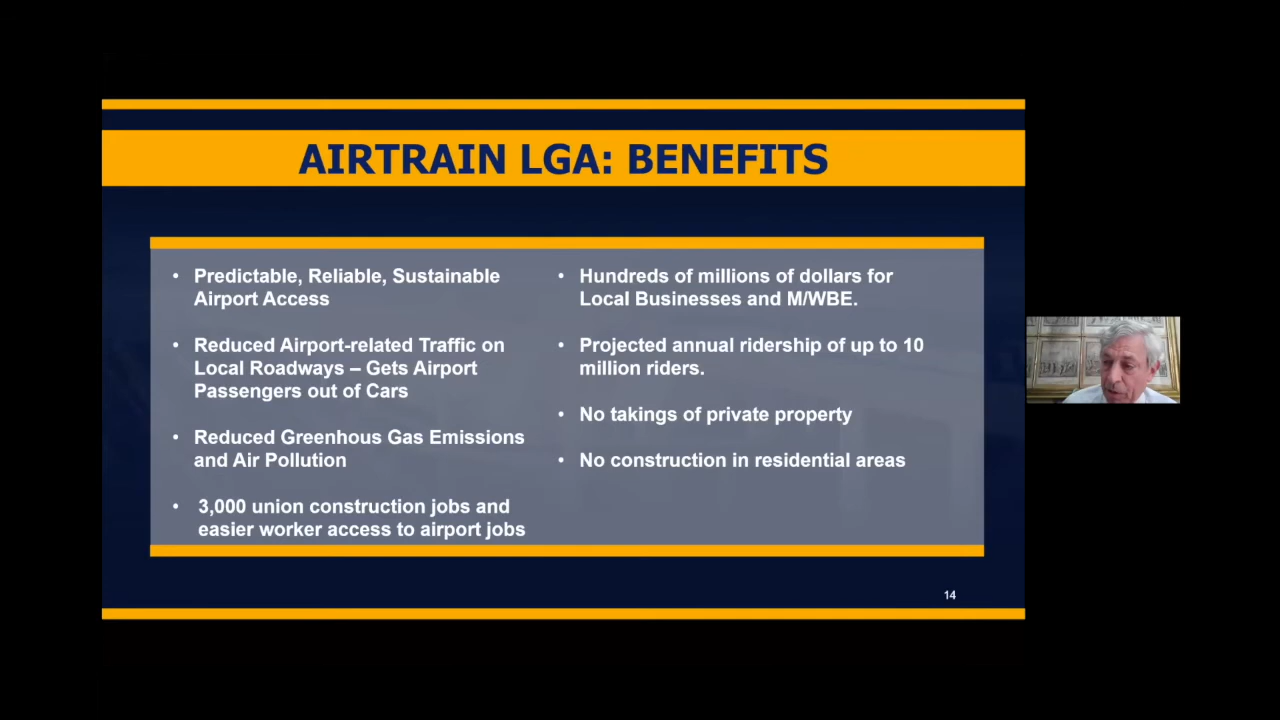 AIRTRAIN LGA: BENEFITS
• Predictable, Reliable, Sustainable
Airport Access
• Reduced Airport-related Traffic on
Local Roadways – Gets Airport
Passengers out of Cars
• Reduced Greenhous Gas Emissions
and Air Pollution
• 3,000 union construction jobs and
easier worker access to airport jobs
• Hundreds of millions of dollars for
Local Businesses and M/WBE.
• Projected annual ridership of up to 10
million riders.
• No takings of private property
• No construction in residential areas
14